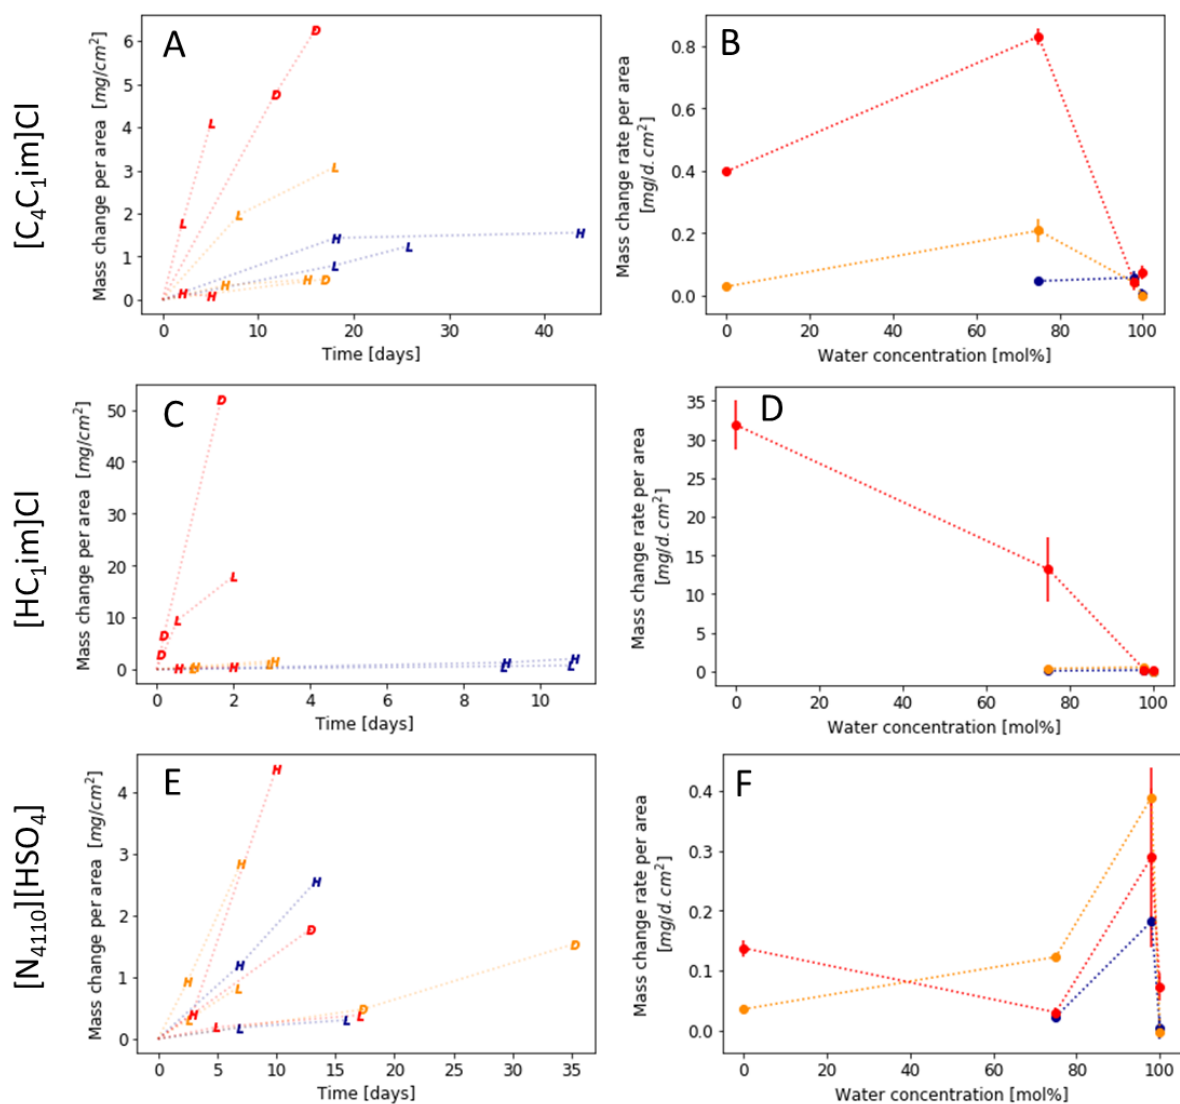 [C4C1im]Cl
A
Mass change per area [mg/cm²]
6
5
4
3
2
1
0
D
D
L
L
L
L
H
H
L
L
H
H
H
D
H
H
0 10 20 30 40
Time [days]
B
Mass change rate per area
[mg/d.cm²]
0.8
0.6
0.4
0.2
0.0
0 20 40 60 80 100
Water concentration [mol%]
[HC1im]Cl
C
Mass change per area [mg/cm²]
50
40
30
20
10
0
D
L
L
D
D
H
H
L
H
L
H
H
L
H
L
0 2 4 6 8 10
Time [days]
D
Mass change rate per area
[mg/d.cm²]
35
30
25
20
15
10
5
0
0 20 40 60 80 100
Water concentration [mol%]
[N4110][HSO4]
E
Mass change per area [mg/cm²]
4
3
2
1
0
H
H
H
D
D
H
H
L
D
H
L
L
L
L
L
0 5 10 15 20 25 30 35
Time [days]
F
Mass change rate per area
[mg/d.cm²]
0.4
0.3
0.2
0.1
0.0
0 20 40 60 80 100
Water concentration [mol%]